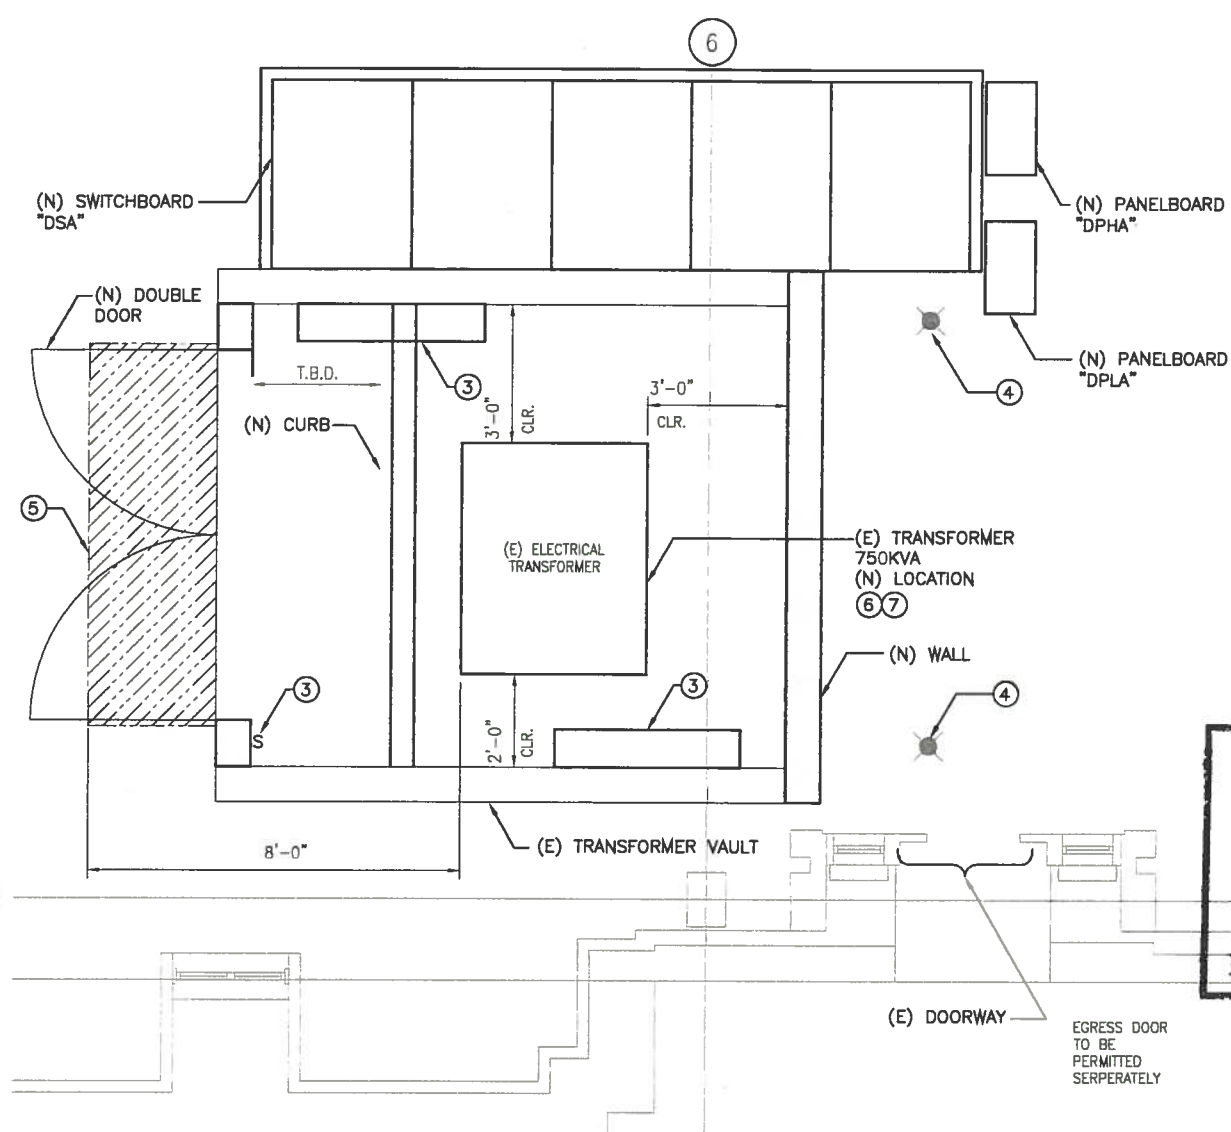 6
(N) SWITCHBOARD
"DSA"
(N) PANELBOARD
"DPHA"
(N) DOUBLE
DOOR
(N) PANELBOARD
"DPLA"
T.B.D.
3
3'-0"
CLR.
3'-0"
CLR.
4
(N) CURB
5
(E) ELECTRICAL
TRANSFORMER
(E) TRANSFORMER
750KVA
(N) LOCATION
6 7
(N) WALL
3
S
3
4
2'-0"
CLR.
8'-0"
(E) TRANSFORMER VAULT
(E) DOORWAY
EGRESS DOOR
TO BE
PERMITTED
SERPERATELY